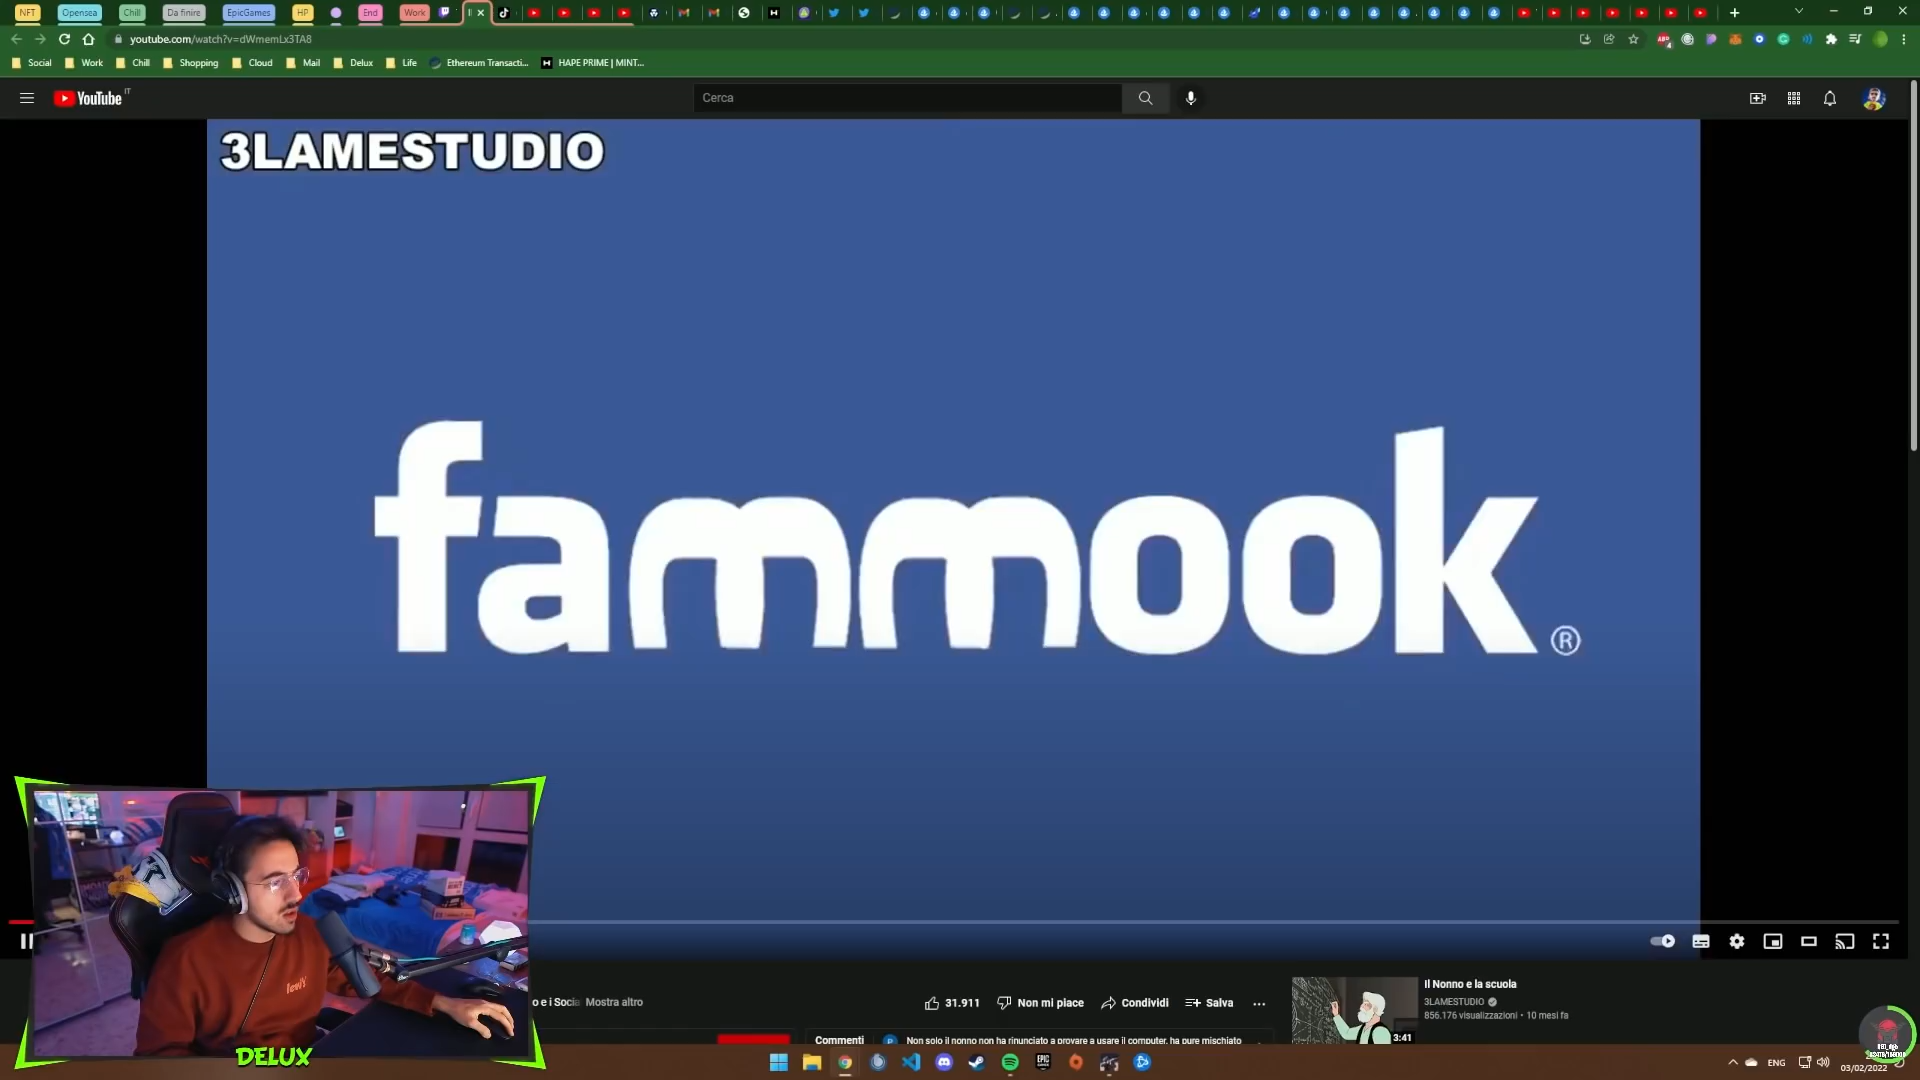 NFT Opensea Chill Da finire EpicGames HP End Work
youtube.com/watch?v=dWmemLx3TA8
Social Work Chill Shopping Cloud Mail Delux Life Ethereum Transacti... HAPE PRIME | MINT...
YouTube IT
Cerca
3LAMESTUDIO
fammook®
levi's
DELUX
o e i Social Mostra altro
31.911 Non mi piace Condividi Salva
Commenti
Non solo il nonno non ha rinunciato a provare a usare il computer, ha pure mischiato
Il Nonno e la scuola
3LAMESTUDIO
856.176 visualizzazioni • 10 mesi fa
3:41
ENG
03/02/2022